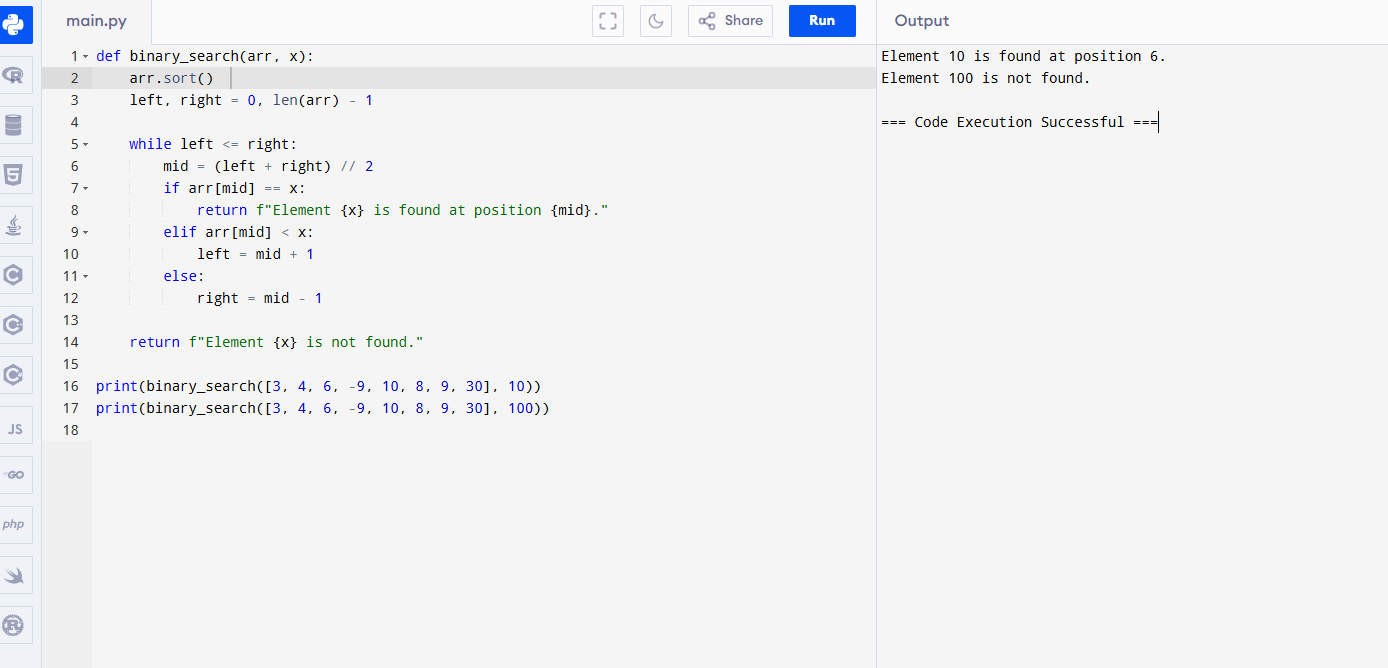 main.py
Share
Run
Output
1 def binary_search(arr, x):
2     arr.sort()
3     left, right = 0, len(arr) - 1
4
5     while left <= right:
6         mid = (left + right) // 2
7         if arr[mid] == x:
8             return f"Element {x} is found at position {mid}."
9         elif arr[mid] < x:
10             left = mid + 1
11         else:
12             right = mid - 1
13
14     return f"Element {x} is not found."
15
16 print(binary_search([3, 4, 6, -9, 10, 8, 9, 30], 10))
17 print(binary_search([3, 4, 6, -9, 10, 8, 9, 30], 100))
18
Element 10 is found at position 6.
Element 100 is not found.
=== Code Execution Successful ===
R
5
C
C
C
JS
GO
php
R